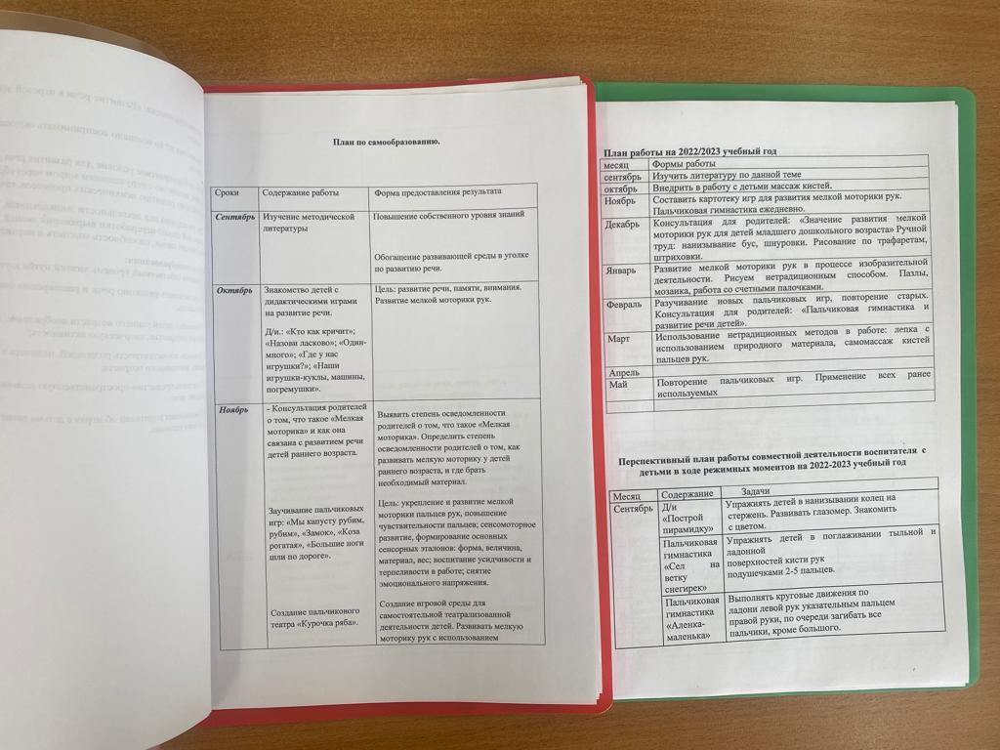 План по самообразованию.
Сроки Содержание работы Форма предоставления результата
Сентябрь Изучение методической Повышение собственного уровня знаний
литературы
Обогащение развивающей среды в уголке
по развитию речи.
Октябрь Знакомство детей с Цель: развитие речи, памяти, внимания.
дидактическими играми Развитие мелкой моторики рук.
на развитие речи.
Д/и.: «Кто как кричит»;
«Назови ласково»; «Один-
много»; «Где у нас
игрушки?»; «Наши
игрушки-куклы, машины,
погремушки».
Ноябрь
- Консультация родителей
о том, что такое «Мелкая
моторика» и как она
связана с развитием речи
детей раннего возраста.
Заучивание пальчиковых
игр: «Мы капусту рубим,
рубим», «Замок», «Коза
рогатая», «Большие ноги
шли по дороге».
Создание пальчикового
театра «Курочка ряба».
Выявить степень осведомленности
родителей о том, что такое «Мелкая
моторика». Определить степень
осведомленности родителей о том, как
развивать мелкую моторику у детей
раннего возраста, и где брать
необходимый материал.
Цель: укрепление и развитие мелкой
моторики пальцев рук, повышение
чувствительности пальцев; сенсомоторное
развитие, формирование основных
сенсорных эталонов: форма, величина,
материал, вес; воспитание усидчивости и
терпеливости в работе; снятие
эмоционального напряжения.
Создание игровой среды для
самостоятельной театрализованной
деятельности детей. Развивать мелкую
моторику рук с использованием
План работы на 2022/2023 учебный год
месяц Формы работы
сентябрь Изучить литературу по данной теме
октябрь Внедрить в работу с детьми массаж кистей.
Ноябрь Составить картотеку игр для развития мелкой моторики рук.
Пальчиковая гимнастика ежедневно.
Декабрь Консультация для родителей: «Значение развития мелкой
моторики рук для детей младшего дошкольного возраста» Ручной
труд: нанизывание бус, шнуровки. Рисование по трафаретам,
штриховки.
Январь Развитие мелкой моторики рук в процессе изобразительной
деятельности. Рисуем нетрадиционным способом. Пазлы,
мозаика, работа со счетными палочками.
Февраль Разучивание новых пальчиковых игр, повторение старых.
Консультация для родителей: «Пальчиковая гимнастика и
развитие речи детей».
Март Использование нетрадиционных методов в работе: лепка с
использованием природного материала, самомассаж кистей
пальцев рук.
Апрель
Май Повторение пальчиковых игр. Применение всех ранее
используемых
Перспективный план работы совместной деятельности воспитателя с
детьми в ходе режимных моментов на 2022-2023 учебный год
Месяц Содержание Задачи
Сентябрь Д/и Упражнять детей в нанизывании колец на
«Построй стержень. Развивать глазомер. Знакомить
пирамидку» с цветом.
Пальчиковая Упражнять детей в поглаживании тыльной и
гимнастика ладонной
«Сел на поверхностей кисти рук
ветку подушечками 2-5 пальцев.
снегирек»
Пальчиковая Выполнять круговые движения по
гимнастика ладони левой рук указательным пальцем
«Аленка- правой руки, по очереди загибать все
маленька» пальчики, кроме большого.